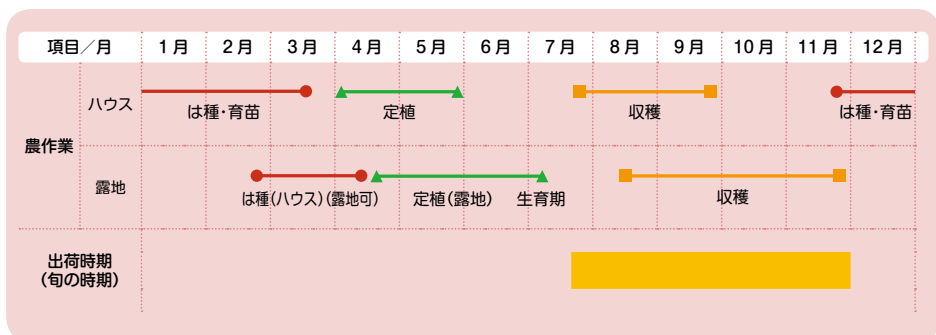 項目／月 1月 2月 3月 4月 5月 6月 7月 8月 9月 10月 11月 12月
農作業
ハウス
は種・育苗 定植 収穫 は種・育苗
露地
は種(ハウス)(露地可) 定植(露地) 生育期 収穫
出荷時期
(旬の時期)